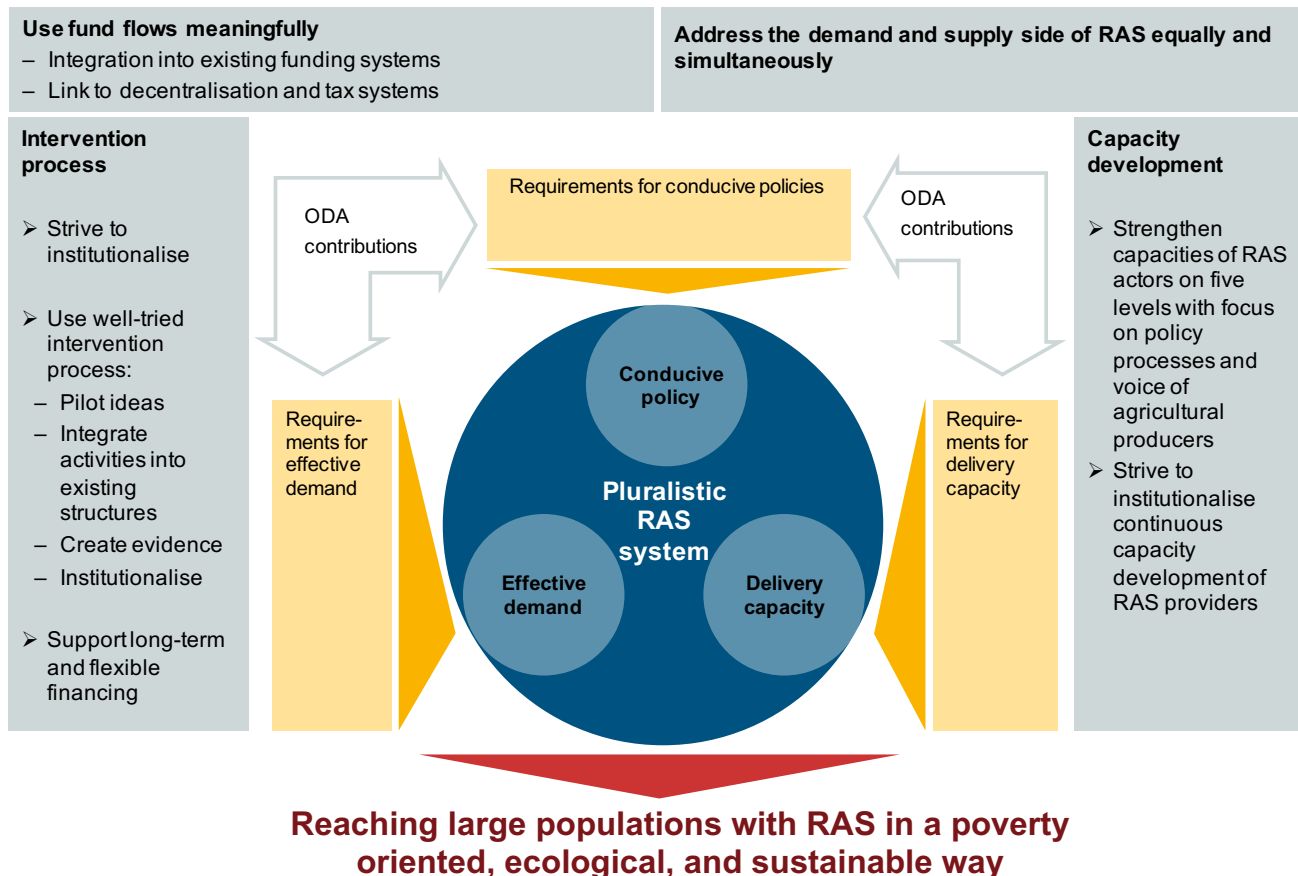 Use fund flows meaningfully
– Integration into existing funding systems
– Link to decentralisation and tax systems
Address the demand and supply side of RAS equally and
simultaneously
Intervention
process
➢ Strive to
institutionalise
➢ Use well-tried
intervention
process:
– Pilot ideas
– Integrate
activities into
existing
structures
– Create evidence
– Institutionalise
➢ Support long-term
and flexible
financing
ODA
contributions
Requirements for conducive policies
ODA
contributions
Require-
ments for
effective
demand
Conducive
policy
Pluralistic
RAS
system
Effective
demand
Delivery
capacity
Require-
ments for
delivery
capacity
Capacity
development
➢ Strengthen
capacities of RAS
actors on five
levels with focus
on policy
processes and
voice of
agricultural
producers
➢ Strive to
institutionalise
continuous
capacity
development of
RAS providers
Reaching large populations with RAS in a poverty
oriented, ecological, and sustainable way